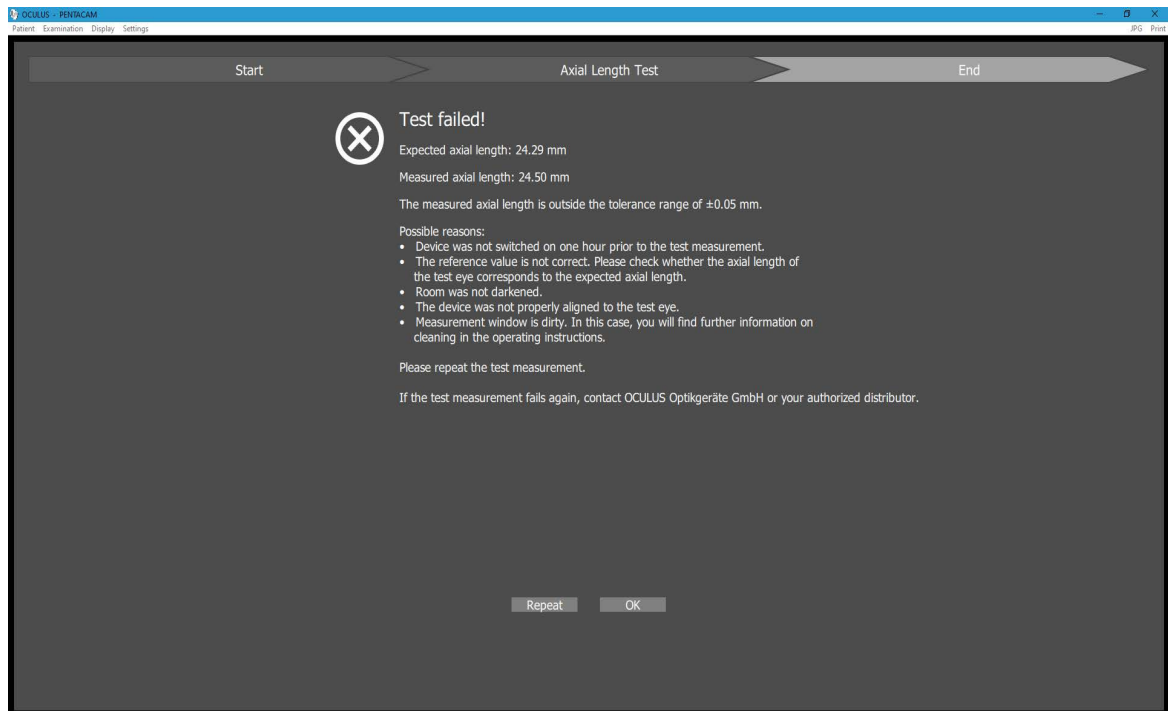 OCULUS - PENTACAM
Patient Examination Display Settings JPG Print
Start Axial Length Test End
Test failed!
Expected axial length: 24.29 mm
Measured axial length: 24.50 mm
The measured axial length is outside the tolerance range of ±0.05 mm.
Possible reasons:
• Device was not switched on one hour prior to the test measurement.
• The reference value is not correct. Please check whether the axial length of
the test eye corresponds to the expected axial length.
• Room was not darkened.
• The device was not properly aligned to the test eye.
• Measurement window is dirty. In this case, you will find further information on
cleaning in the operating instructions.
Please repeat the test measurement.
If the test measurement fails again, contact OCULUS Optikgeräte GmbH or your authorized distributor.
Repeat OK